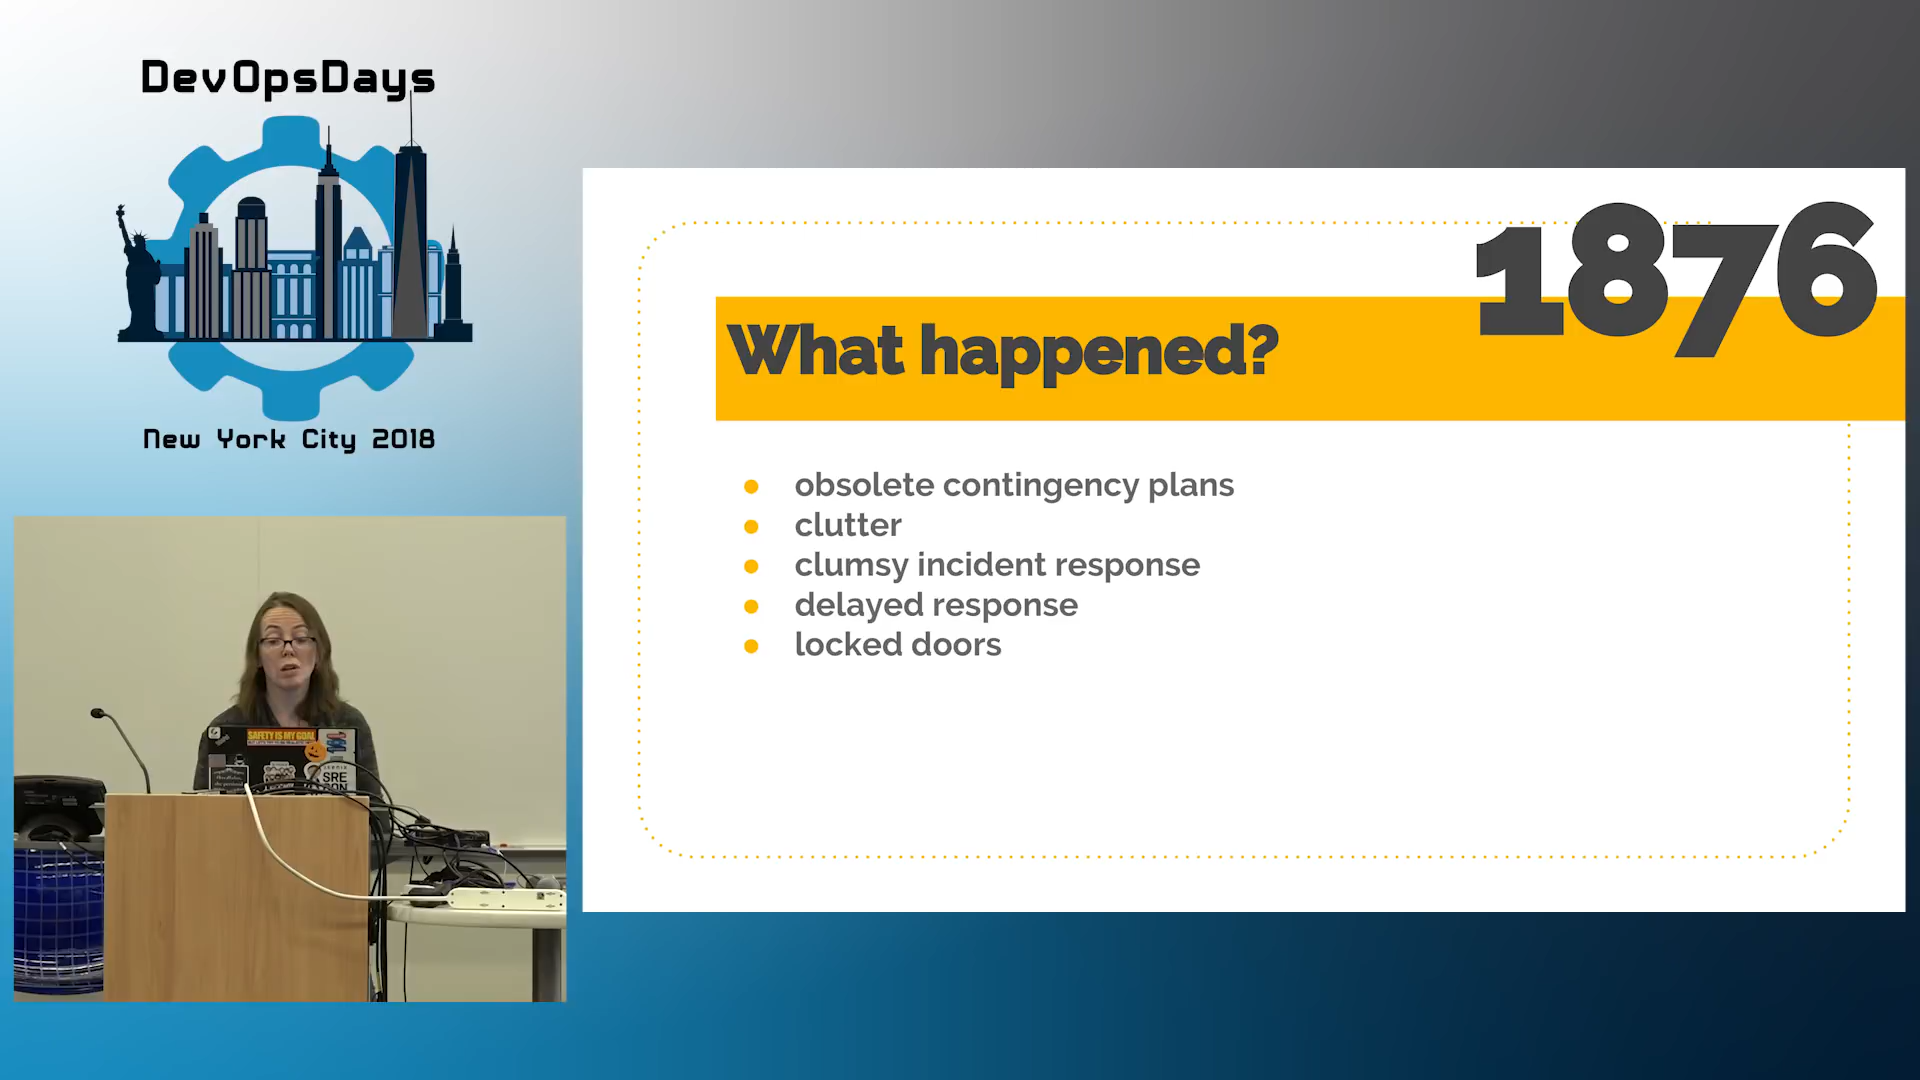 DevOpsDays
New York City 2018
1876
What happened?
obsolete contingency plans
clutter
clumsy incident response
delayed response
locked doors
SAFETY IS MY GOAL
SRE